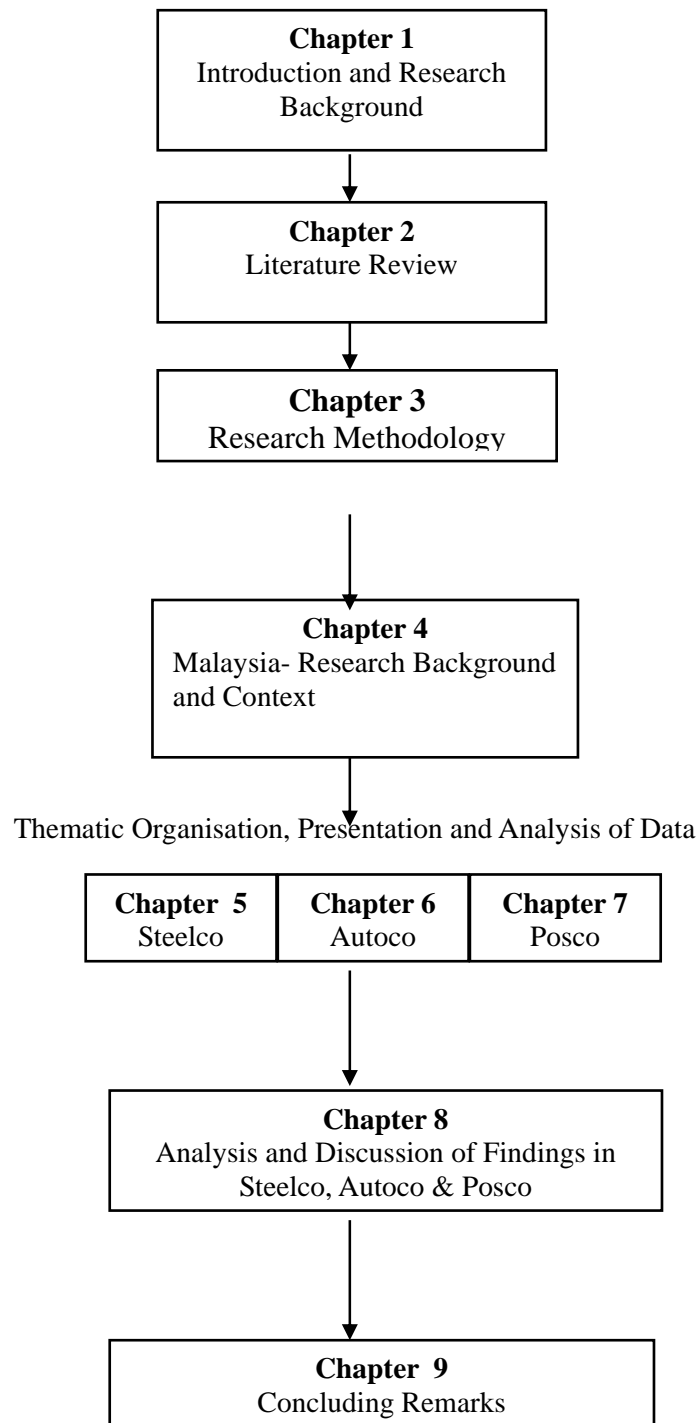 Chapter 1
Introduction and Research
Background
Chapter 2
Literature Review
Chapter 3
Research Methodology
Chapter 4
Malaysia- Research Background
and Context
Thematic Organisation, Presentation and Analysis of Data
Chapter 5
Steelco
Chapter 6
Autoco
Chapter 7
Posco
Chapter 8
Analysis and Discussion of Findings in
Steelco, Autoco & Posco
Chapter 9
Concluding Remarks